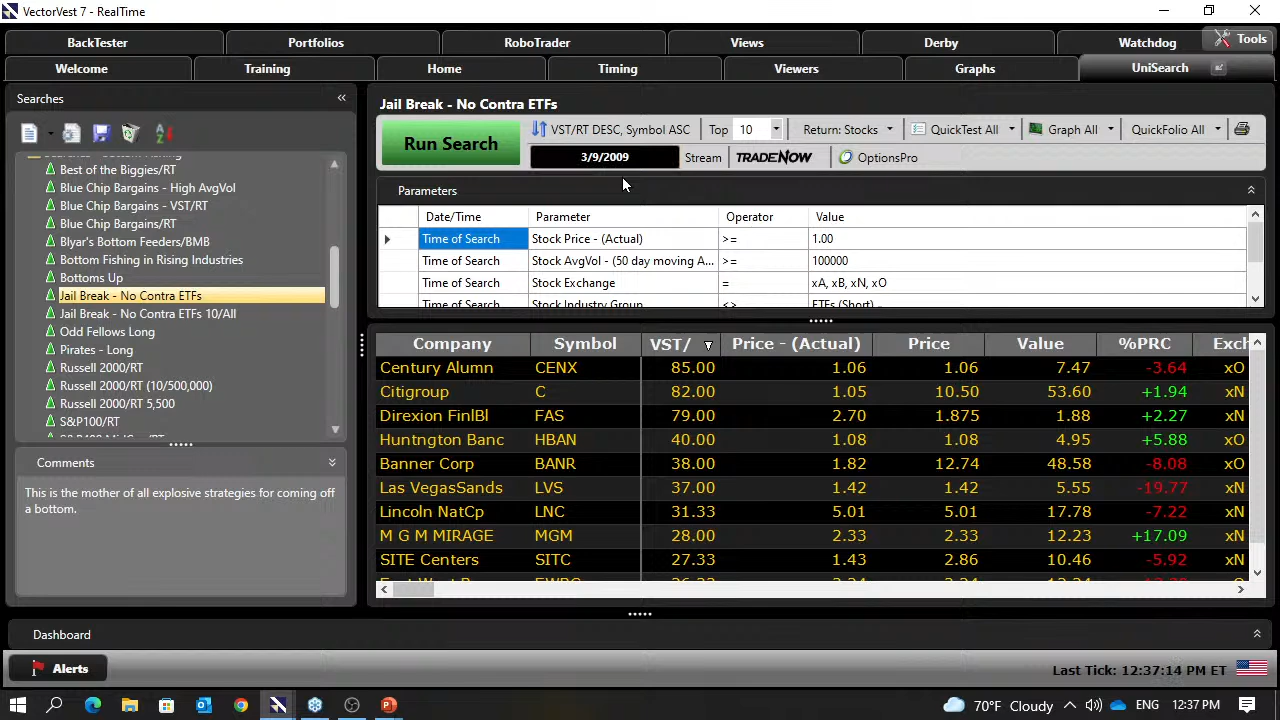 VectorVest 7 - RealTime
BackTester Portfolios RoboTrader Views Derby Watchdog Tools
Welcome Training Home Timing Viewers Graphs UniSearch
Searches «
Jail Break - No Contra ETFs
Run Search
VST/RT DESC, Symbol ASC Top 10 Return: Stocks QuickTest All Graph All QuickFolio All
3/9/2009 Stream TRADENOW OptionsPro
Parameters
Date/Time Parameter Operator Value
Time of Search Stock Price - (Actual) >= 1.00
Time of Search Stock AvgVol - (50 day moving A... >= 100000
Time of Search Stock Exchange = xA, xB, xN, xO
Time of Search Stock Industry Group <> ETFs (Short) -
Best of the Biggies/RT
Blue Chip Bargains - High AvgVol
Blue Chip Bargains - VST/RT
Blue Chip Bargains/RT
Blyar's Bottom Feeders/BMB
Bottom Fishing in Rising Industries
Bottoms Up
Jail Break - No Contra ETFs
Jail Break - No Contra ETFs 10/All
Odd Fellows Long
Pirates - Long
Russell 2000/RT
Russell 2000/RT (10/500,000)
Russell 2000/RT 5,500
S&P100/RT
Comments
This is the mother of all explosive strategies for coming off
a bottom.
Company Symbol VST/ Price - (Actual) Price Value %PRC Exch
Century Alumn CENX 85.00 1.06 1.06 7.47 -3.64 xO
Citigroup C 82.00 1.05 10.50 53.60 +1.94 xN
Direxion FinlBl FAS 79.00 2.70 1.875 1.88 +2.27 xN
Huntngton Banc HBAN 40.00 1.08 1.08 4.95 +5.88 xO
Banner Corp BANR 38.00 1.82 12.74 48.58 -8.08 xO
Las VegasSands LVS 37.00 1.42 1.42 5.55 -19.77 xN
Lincoln NatCp LNC 31.33 5.01 5.01 17.78 -7.22 xN
M G M MIRAGE MGM 28.00 2.33 2.33 12.23 +17.09 xN
SITE Centers SITC 27.33 1.43 2.86 10.46 -5.92 xN
Dashboard
Alerts
Last Tick: 12:37:14 PM ET
70°F Cloudy ENG 12:37 PM